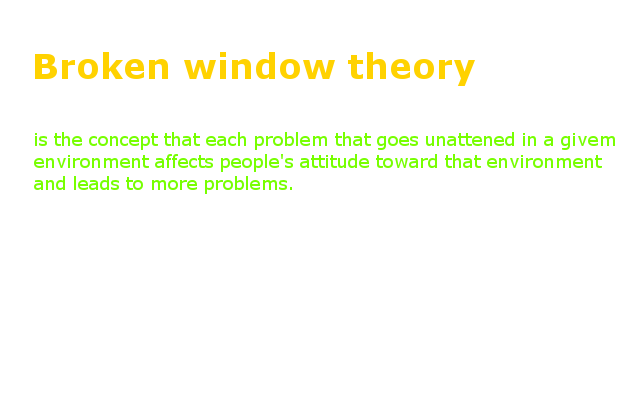 Broken window theory
is the concept that each problem that goes unattened in a givem
environment affects people's attitude toward that environment
and leads to more problems.